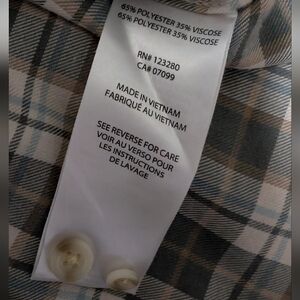 65% POLYESTER 35% VISCOSE
65% POLYESTER 35% VISCOSE
RN# 123280
CA# 07099
MADE IN VIETNAM
FABRIQUÉ AU VIETNAM
SEE REVERSE FOR CARE
VOIR AU VERSO POUR
LES INSTRUCTIONS
DE LAVAGE